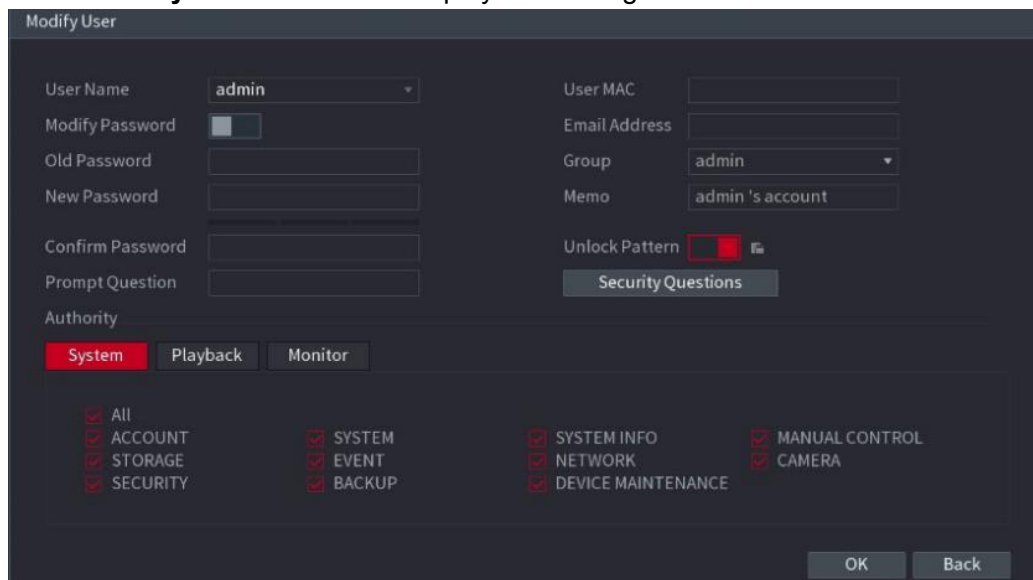 Modify User
User Name admin User MAC
Modify Password Email Address
Old Password Group admin
New Password Memo admin 's account
Confirm Password Unlock Pattern
Prompt Question Security Questions
Authority
System Playback Monitor
All
ACCOUNT SYSTEM SYSTEM INFO MANUAL CONTROL
STORAGE EVENT NETWORK CAMERA
SECURITY BACKUP DEVICE MAINTENANCE
OK Back